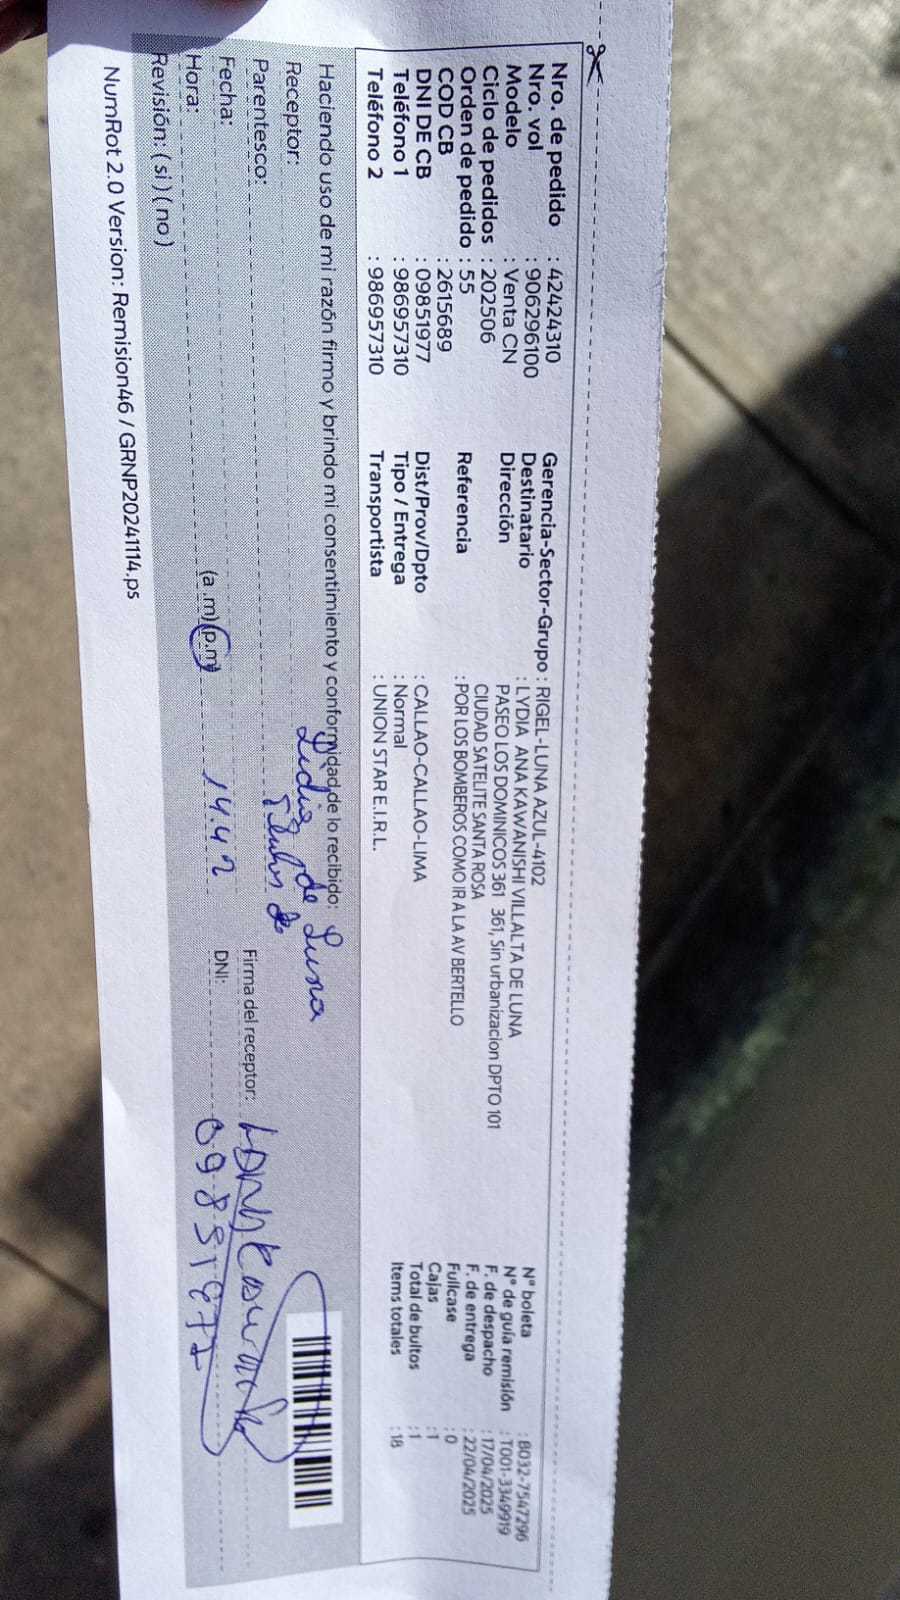 Nro. de pedido : 42424310
Nro. vol : 906296100
Modelo : Venta CN
Ciclo de pedidos : 202506
Orden de pedido : 55
COD CB : 2615689
DNI DE CB : 09851977
Teléfono 1 : 986957310
Teléfono 2 : 986957310
Gerencia-Sector-Grupo : RIGEL-LUNA AZUL-4102
Destinatario : LYDIA ANA KAWANISHI VILLALTA DE LUNA
Dirección PASEO LOS DOMINICOS 361 361, Sin urbanizacion DPTO 101
CIUDAD SATELITE SANTA ROSA
Referencia : POR LOS BOMBEROS COMO IR A LA AV BERTELLO
Dist/Prov/Dpto : CALLAO-CALLAO-LIMA
Tipo / Entrega : Normal
Transportista : UNION STAR E.I.R.L.
N° boleta : B032-7547296
N° de guía remisión : T001-3349919
F. de despacho : 17/04/2025
F. de entrega : 22/04/2025
Fullcase : 0
Cajas : 1
Total de bultos : 1
Items totales : 18
Haciendo uso de mi razón firmo y brindo mi consentimiento y conformidad de lo recibido:
Receptor: Lidia de Luna
Parentesco:
Fecha:
Firma del receptor:
Hora: (a.m)(p.m) 14.42
DNI: 09851977
Revisión: ( si ) ( no )
NumRot 2.0 Version: Remision46 / GRNP20241114.ps